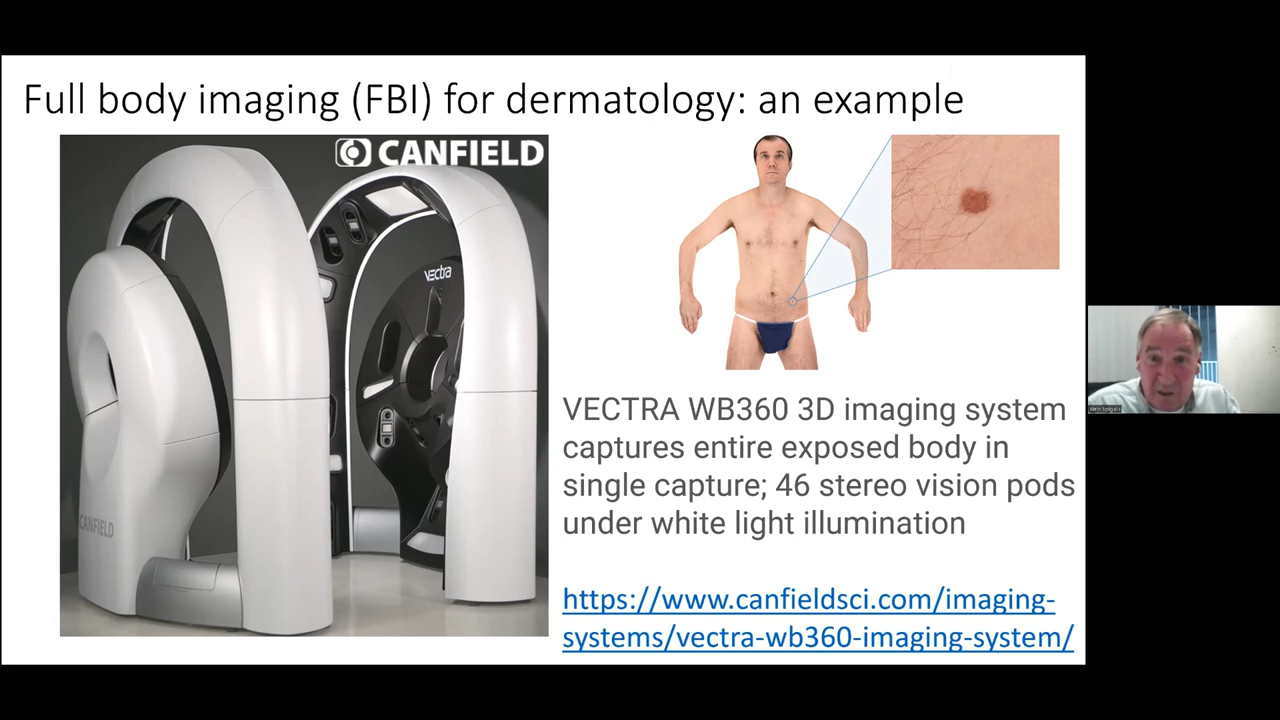 Full body imaging (FBI) for dermatology: an example
CANFIELD
vectra
CANFIELD
VECTRA WB360 3D imaging system
captures entire exposed body in
single capture; 46 stereo vision pods
under white light illumination
https://www.canfieldsci.com/imaging-
systems/vectra-wb360-imaging-system/